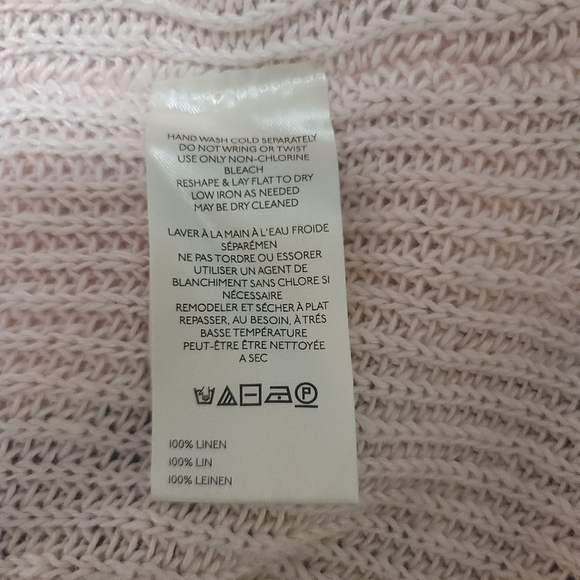 HAND WASH COLD SEPARATELY
DO NOT WRING OR TWIST
USE ONLY NON-CHLORINE
BLEACH
RESHAPE & LAY FLAT TO DRY
LOW IRON AS NEEDED
MAY BE DRY CLEANED
LAVER À LA MAIN À L'EAU FROIDE
SÉPARÉMEN
NE PAS TORDRE OU ESSORER
UTILISER UN AGENT DE
BLANCHIMENT SANS CHLORE SI
NÉCESSAIRE
REMODELER ET SÉCHER À PLAT
REPASSER, AU BESOIN, À TRÉS
BASSE TEMPÉRATURE
PEUT-ÊTRE ÊTRE NETTOYÉE
A SEC
P
100% LINEN
100% LIN
100% LEINEN